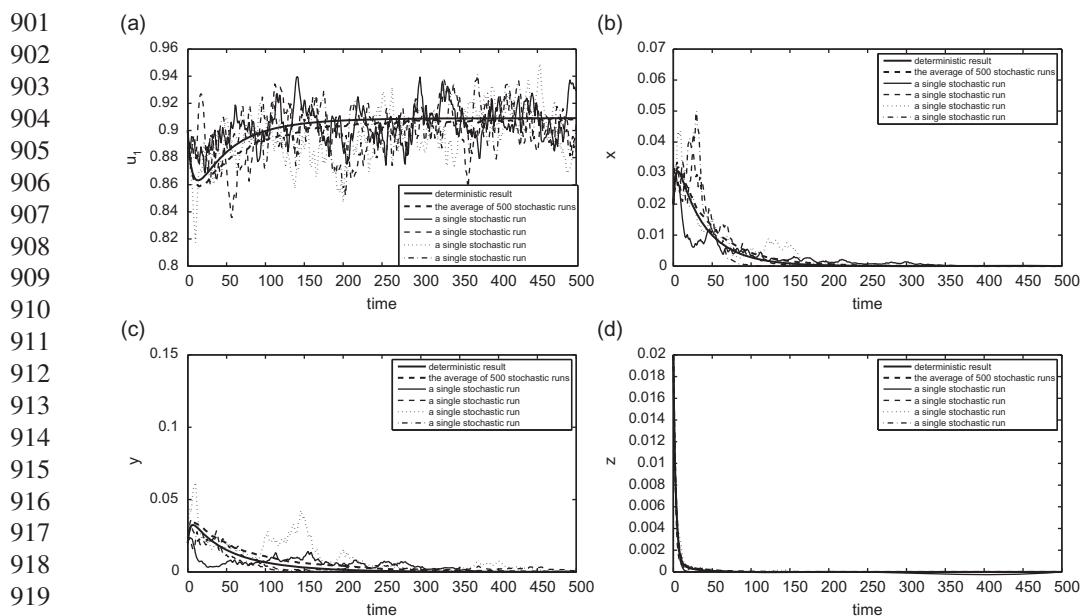 901
902
903
904
905
906
907
908
909
910
911
912
913
914
915
916
917
918
919
(a)
0.96
0.94
0.92
0.9
0.88
0.86
0.84
0.82
0.8
u1
deterministic result
the average of 500 stochastic runs
a single stochastic run
a single stochastic run
a single stochastic run
a single stochastic run
0 50 100 150 200 250 300 350 400 450 500
time
(b)
0.07
0.06
0.05
0.04
0.03
0.02
0.01
0
x
deterministic result
the average of 500 stochastic runs
a single stochastic run
a single stochastic run
a single stochastic run
a single stochastic run
0 50 100 150 200 250 300 350 400 450 500
time
(c)
0.15
0.1
0.05
0
y
deterministic result
the average of 500 stochastic runs
a single stochastic run
a single stochastic run
a single stochastic run
a single stochastic run
0 50 100 150 200 250 300 350 400 450 500
time
(d)
0.02
0.018
0.016
0.014
0.012
0.01
0.008
0.006
0.004
0.002
0
z
deterministic result
the average of 500 stochastic runs
a single stochastic run
a single stochastic run
a single stochastic run
a single stochastic run
0 50 100 150 200 250 300 350 400 450 500
time